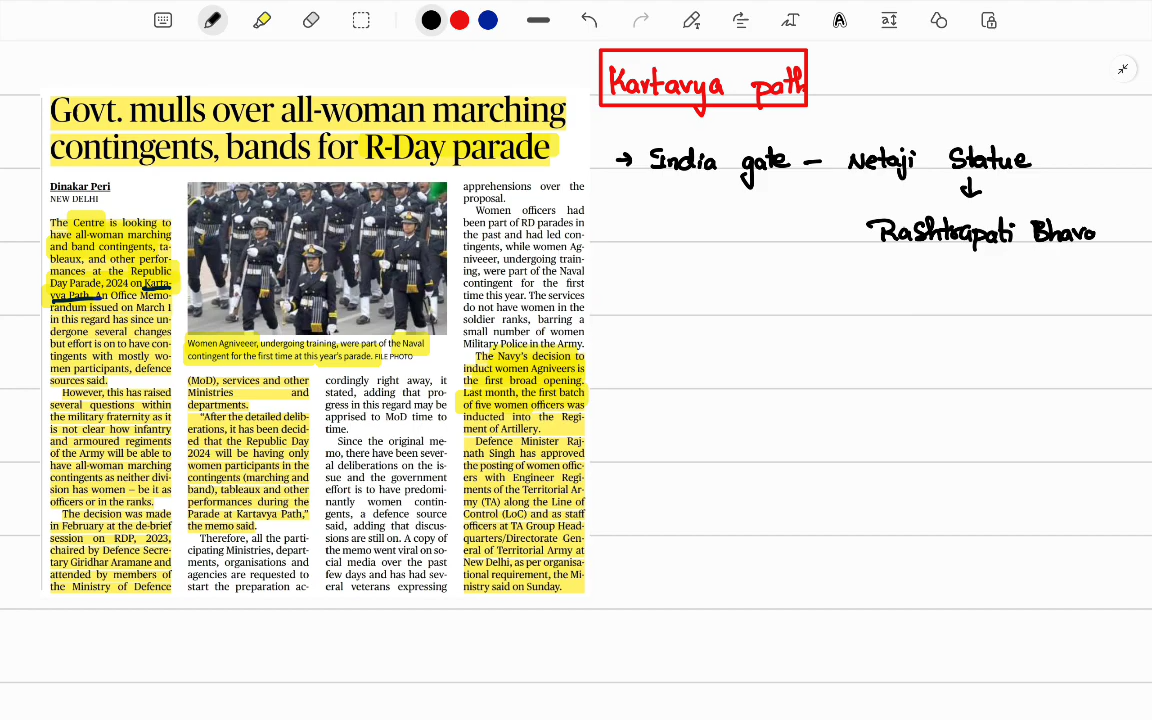 Govt. mulls over all-woman marching
contingents, bands for R-Day parade
Dinakar Peri
NEW DELHI
The Centre is looking to
have all-woman marching
and band contingents, ta-
bleaux, and other perfor-
mances at the Republic
Day Parade, 2024 on Karta-
vya Path. An Office Memo-
randum issued on March 1
in this regard has since un-
dergone several changes
but effort is on to have con-
tingents with mostly wo-
men participants, defence
sources said.
However, this has raised
several questions within
the military fraternity as it
is not clear how infantry
and armoured regiments
of the Army will be able to
have all-woman marching
contingents as neither divi-
sion has women – be it as
officers or in the ranks.
The decision was made
in February at the de-brief
session on RDP, 2023,
chaired by Defence Secre-
tary Giridhar Aramane and
attended by members of
the Ministry of Defence
Women Agniveeer, undergoing training, were part of the Naval
contingent for the first time at this year's parade. FILE PHOTO
(MoD), services and other
Ministries and
departments.
“After the detailed delib-
erations, it has been decid-
ed that the Republic Day
2024 will be having only
women participants in the
contingents (marching and
band), tableaux and other
performances during the
Parade at Kartavya Path,”
the memo said.
Therefore, all the parti-
cipating Ministries, depart-
ments, organisations and
agencies are requested to
start the preparation ac-
cordingly right away, it
stated, adding that pro-
gress in this regard may be
apprised to MoD time to
time.
Since the original me-
mo, there have been sever-
al deliberations on the is-
sue and the government
effort is to have predomi-
nantly women contin-
gents, a defence source
said, adding that discus-
sions are still on. A copy of
the memo went viral on so-
cial media over the past
few days and has had sev-
eral veterans expressing
apprehensions over the
proposal.
Women officers had
been part of RD parades in
the past and had led con-
tingents, while women Ag-
niveeer, undergoing train-
ing, were part of the Naval
contingent for the first
time this year. The services
do not have women in the
soldier ranks, barring a
small number of women
Military Police in the Army.
The Navy's decision to
induct women Agniveers is
the first broad opening.
Last month, the first batch
of five women officers was
inducted into the Regi-
ment of Artillery.
Defence Minister Raj-
nath Singh has approved
the posting of women offic-
ers with Engineer Regi-
ments of the Territorial Ar-
my (TA) along the Line of
Control (LoC) and as staff
officers at TA Group Head-
quarters/Directorate Gen-
eral of Territorial Army at
New Delhi, as per organisa-
tional requirement, the Mi-
nistry said on Sunday.
Kartavya path
→ India gate – Netaji Statue
↓
Rashtrapati Bhava